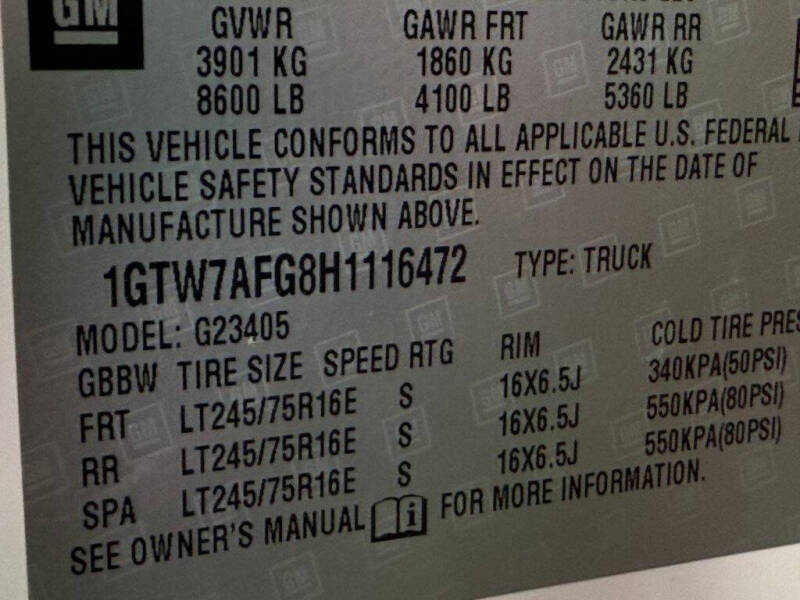 GM
GVWR GAWR FRT GAWR RR
3901 KG 1860 KG 2431 KG
8600 LB 4100 LB 5360 LB
THIS VEHICLE CONFORMS TO ALL APPLICABLE U.S. FEDERAL
VEHICLE SAFETY STANDARDS IN EFFECT ON THE DATE OF
MANUFACTURE SHOWN ABOVE.
1GTW7AFG8H1116472 TYPE: TRUCK
MODEL: G23405
GBBW TIRE SIZE SPEED RTG RIM COLD TIRE PRES
FRT LT245/75R16E S 16X6.5J 340KPA(50PSI)
RR LT245/75R16E S 16X6.5J 550KPA(80PSI)
SPA LT245/75R16E S 16X6.5J 550KPA(80PSI)
SEE OWNER'S MANUAL i FOR MORE INFORMATION.